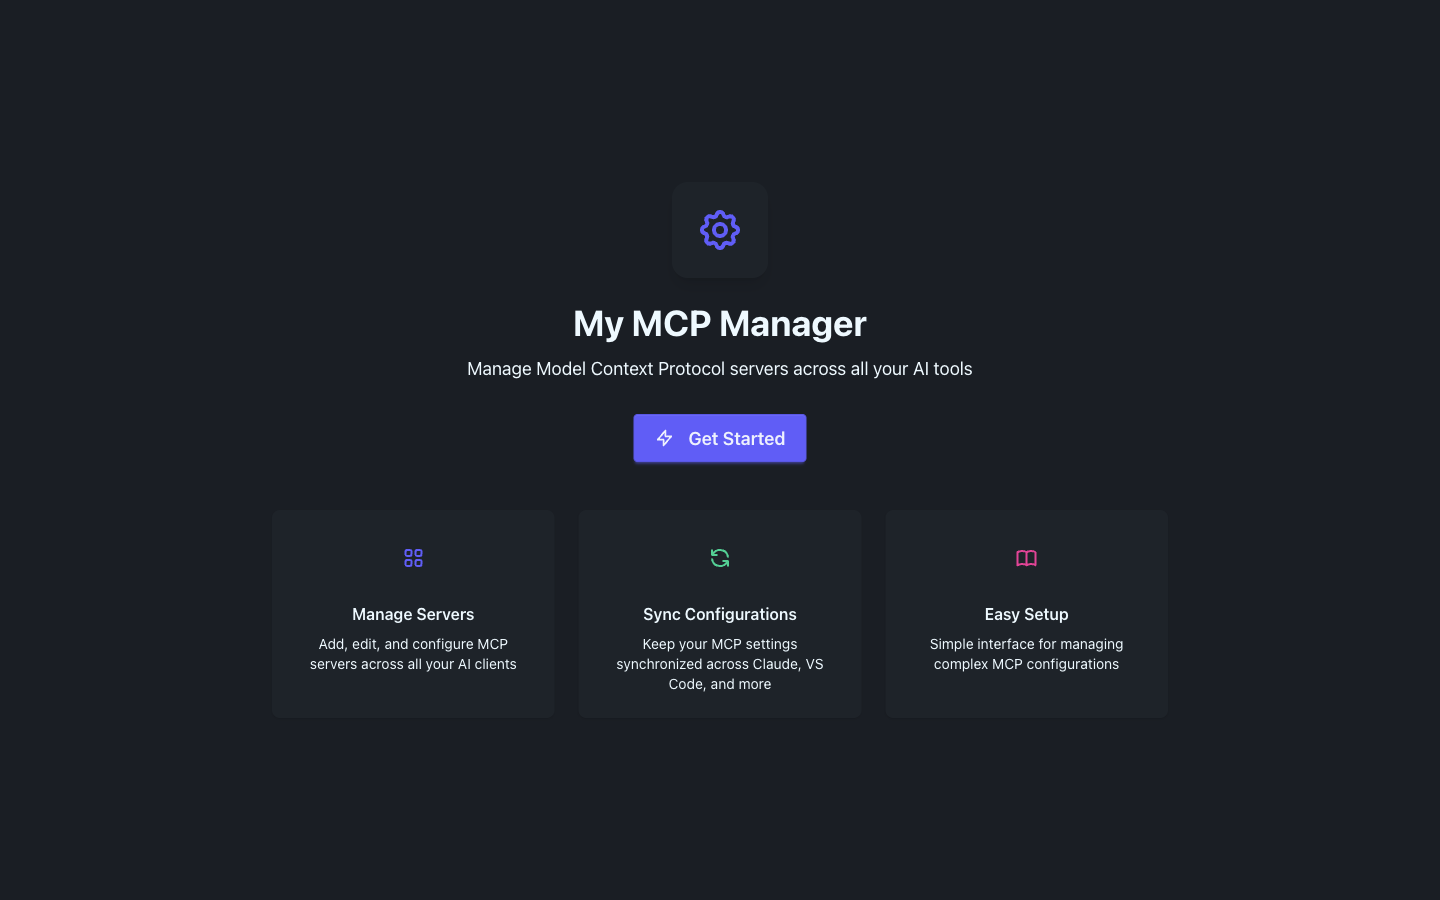 My MCP Manager
Manage Model Context Protocol servers across all your AI tools
Get Started
Manage Servers
Add, edit, and configure MCP
servers across all your AI clients
Sync Configurations
Keep your MCP settings
synchronized across Claude, VS
Code, and more
Easy Setup
Simple interface for managing
complex MCP configurations